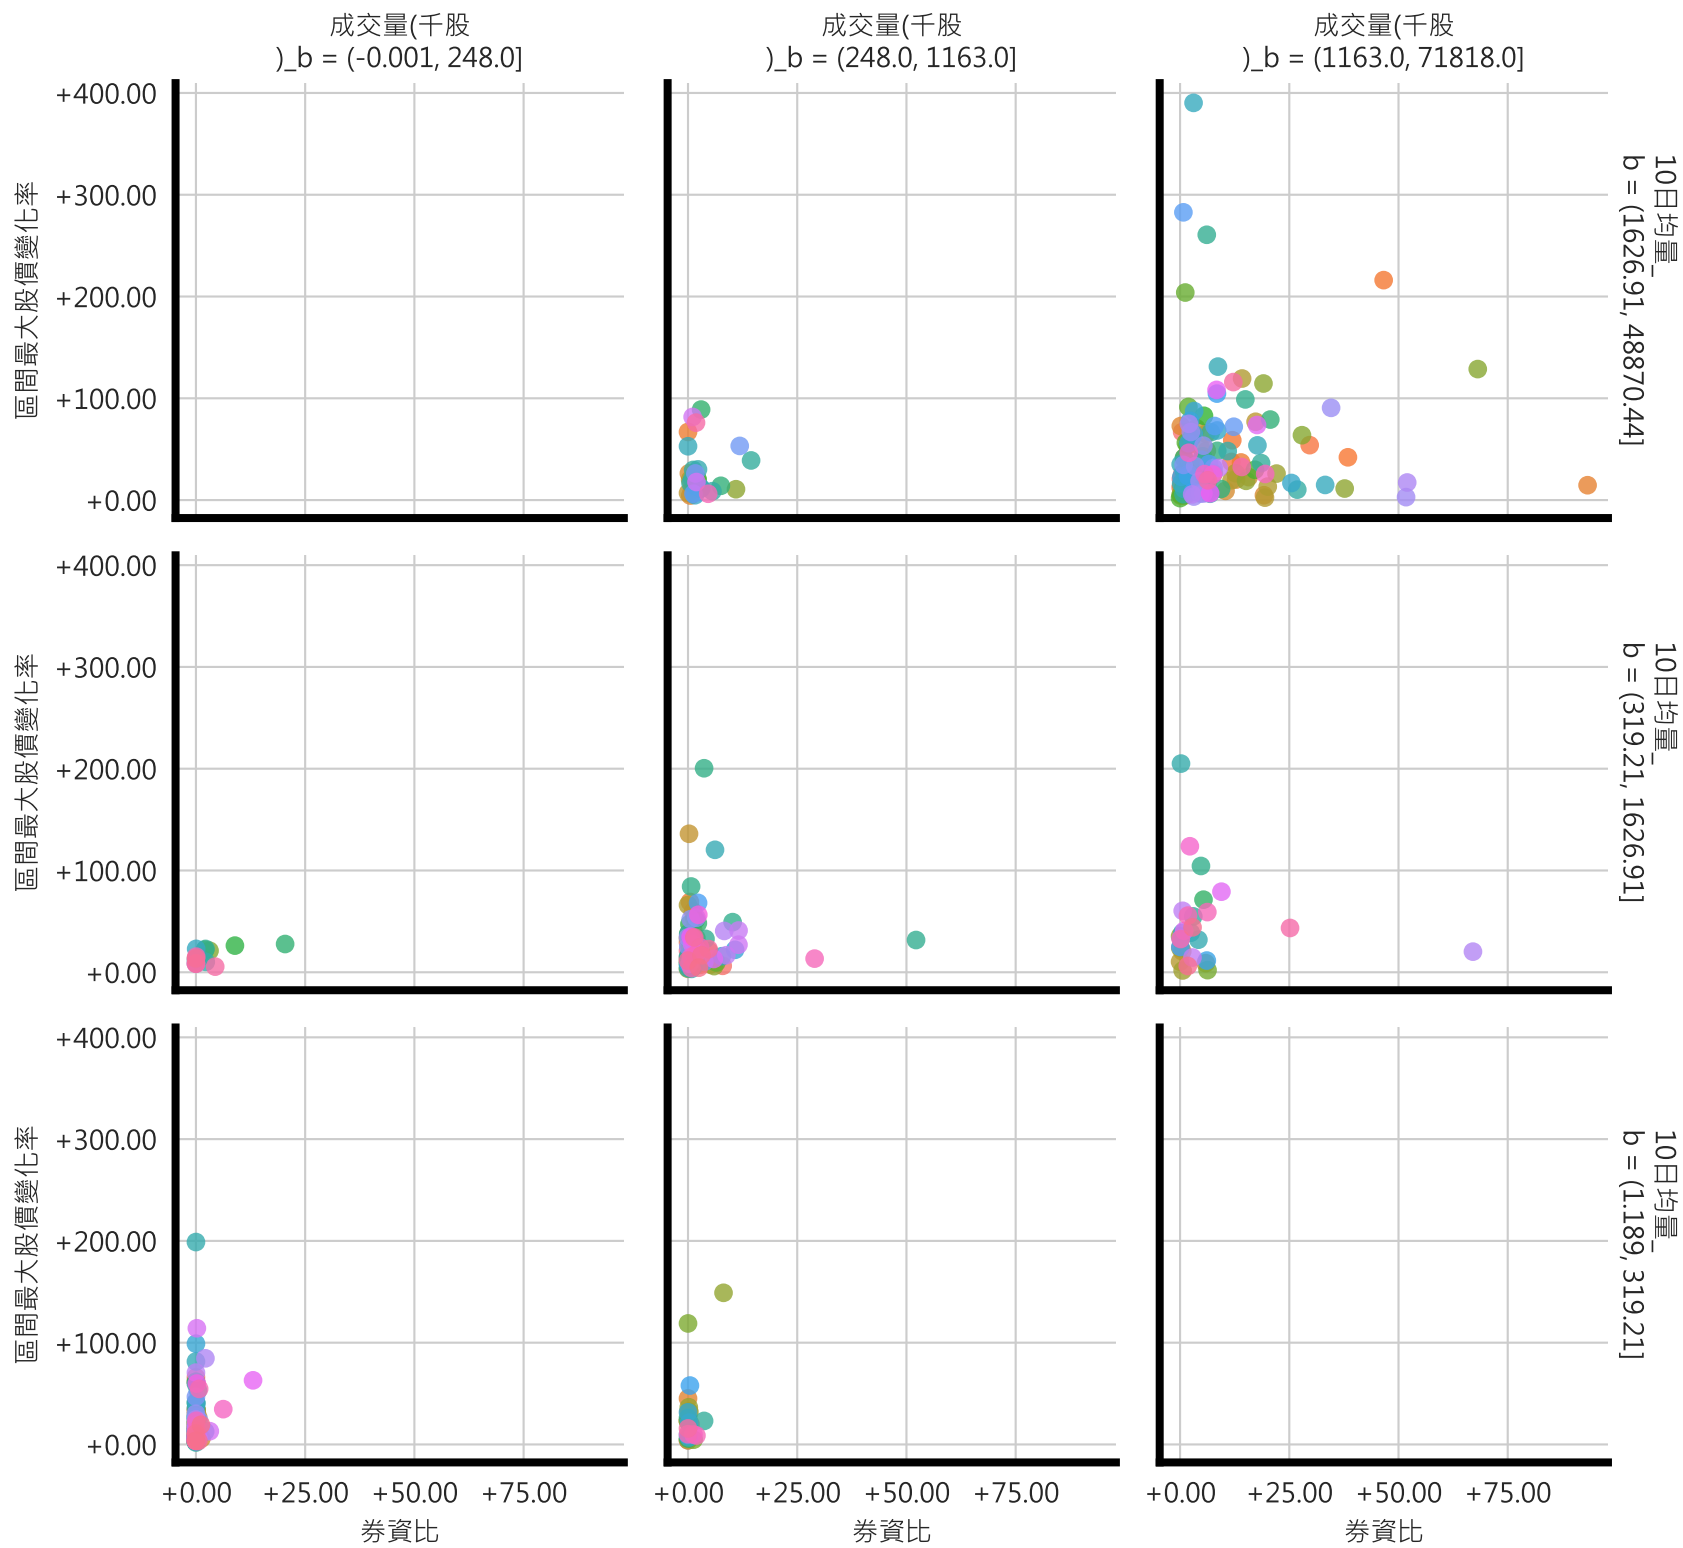 成交量(千股
)_b = (-0.001, 248.0]
成交量(千股
)_b = (248.0, 1163.0]
成交量(千股
)_b = (1163.0, 71818.0]
+400.00
+300.00
+200.00
+100.00
+0.00
區間最大股價變化率
10日均量_
b = (1626.91, 48870.44]
+400.00
+300.00
+200.00
+100.00
+0.00
區間最大股價變化率
10日均量_
b = (319.21, 1626.91]
+400.00
+300.00
+200.00
+100.00
+0.00
區間最大股價變化率
10日均量_
b = (1.189, 319.21]
+0.00 +25.00 +50.00 +75.00
+0.00 +25.00 +50.00 +75.00
+0.00 +25.00 +50.00 +75.00
券資比
券資比
券資比